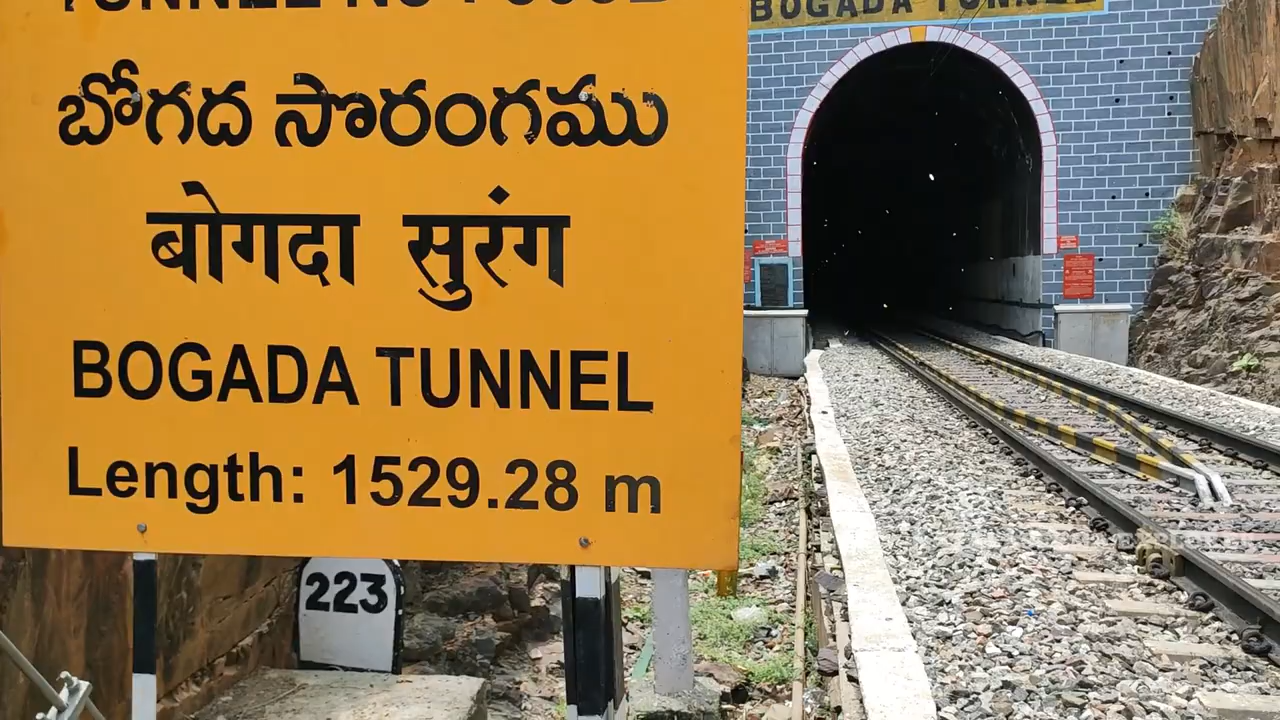 బోగద సొరంగము
बोगदा सुरंग
BOGADA TUNNEL
Length: 1529.28 m
223
BOGADA TUNNEL